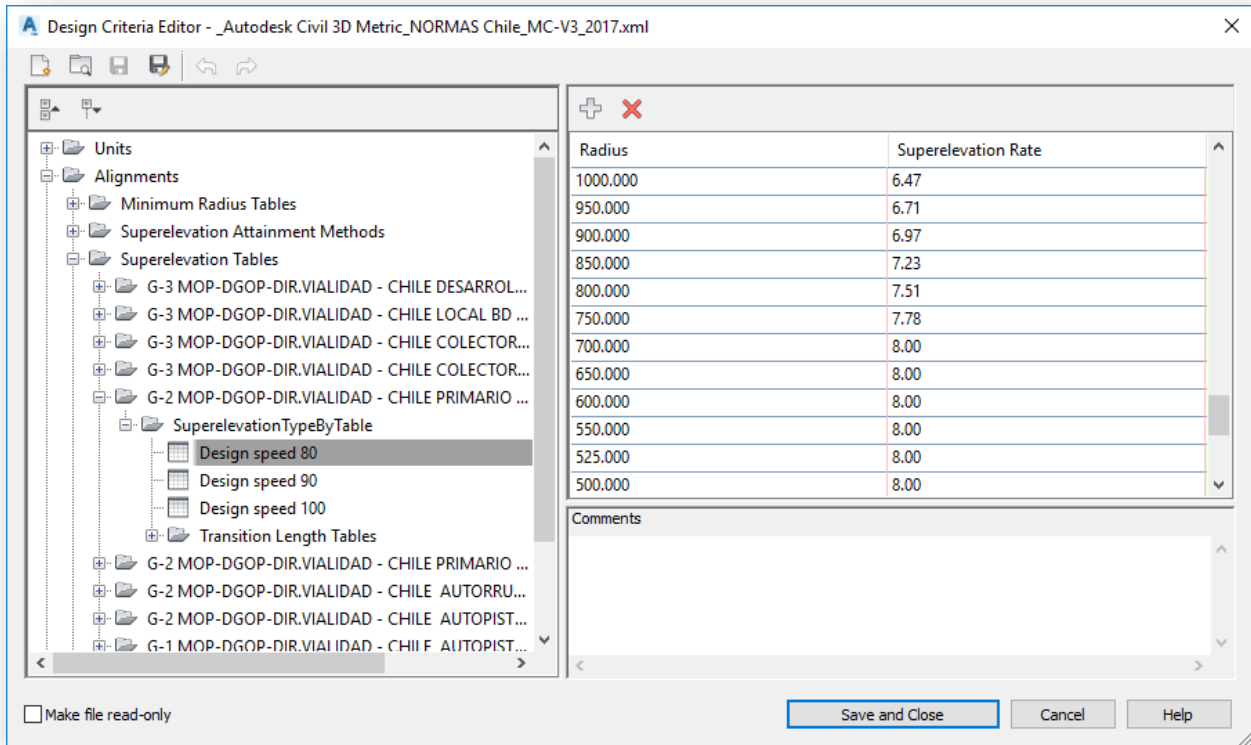 Design Criteria Editor - _Autodesk Civil 3D Metric_NORMAS Chile_MC-V3_2017.xml
Units
Alignments
Minimum Radius Tables
Superelevation Attainment Methods
Superelevation Tables
G-3 MOP-DGOP-DIR.VIALIDAD - CHILE DESARROL...
G-3 MOP-DGOP-DIR.VIALIDAD - CHILE LOCAL BD ...
G-3 MOP-DGOP-DIR.VIALIDAD - CHILE COLECTOR...
G-3 MOP-DGOP-DIR.VIALIDAD - CHILE COLECTOR...
G-2 MOP-DGOP-DIR.VIALIDAD - CHILE PRIMARIO ...
SuperelevationTypeByTable
Design speed 80
Design speed 90
Design speed 100
Transition Length Tables
G-2 MOP-DGOP-DIR.VIALIDAD - CHILE PRIMARIO ...
G-2 MOP-DGOP-DIR.VIALIDAD - CHILE AUTORRU...
G-2 MOP-DGOP-DIR.VIALIDAD - CHILE AUTOPIST...
G-1 MOP-DGOP-DIR.VIALIDAD - CHILE AUTOPIST...
Radius Superelevation Rate
1000.000 6.47
950.000 6.71
900.000 6.97
850.000 7.23
800.000 7.51
750.000 7.78
700.000 8.00
650.000 8.00
600.000 8.00
550.000 8.00
525.000 8.00
500.000 8.00
Comments
Make file read-only
Save and Close
Cancel
Help